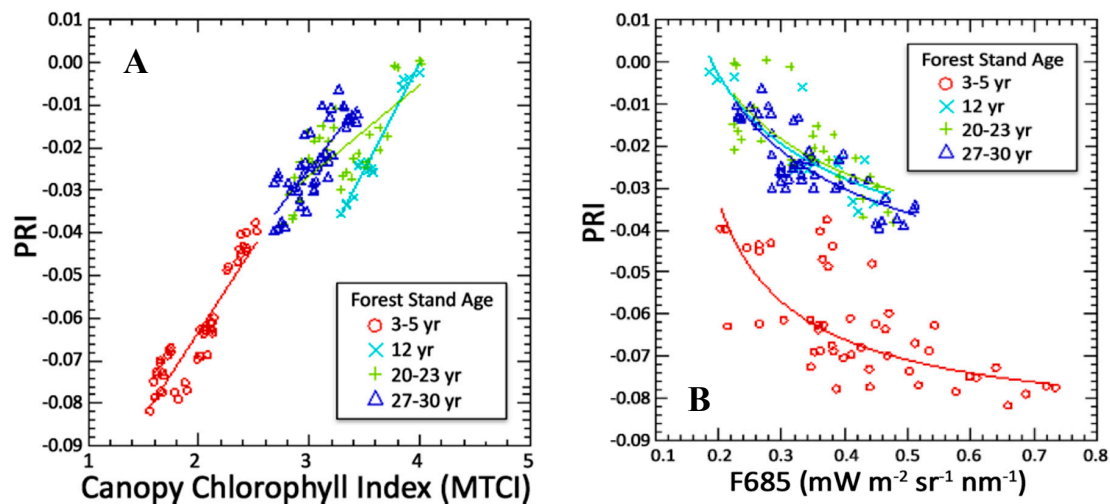 A
PRI
0.01
0.00
-0.01
-0.02
-0.03
-0.04
-0.05
-0.06
-0.07
-0.08
-0.09
Forest Stand Age
3-5 yr
12 yr
20-23 yr
27-30 yr
1 2 3 4 5
Canopy Chlorophyll Index (MTCI)
B
PRI
0.01
0.00
-0.01
-0.02
-0.03
-0.04
-0.05
-0.06
-0.07
-0.08
-0.09
Forest Stand Age
3-5 yr
12 yr
20-23 yr
27-30 yr
0.1 0.2 0.3 0.4 0.5 0.6 0.7 0.8
F685 (mW m⁻² sr⁻¹ nm⁻¹)